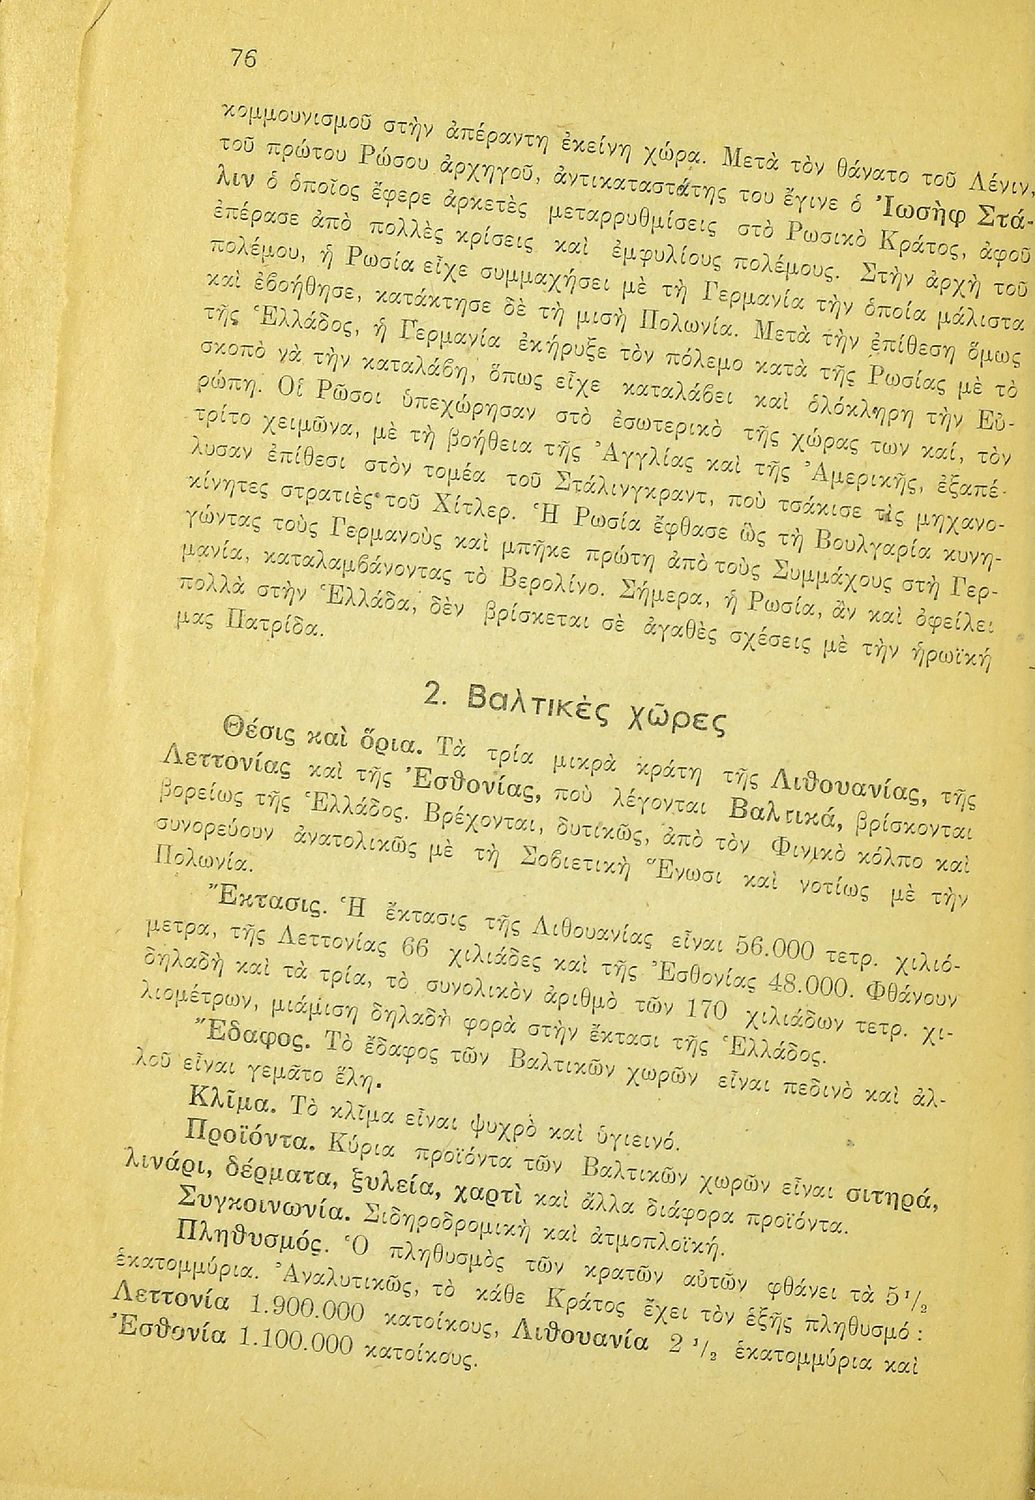 76
κομμουνισμοῦ στὴν ἀπέραντη ἐκείνη χώρα. Μετὰ τὸν θάνατο τοῦ Λένιν,
τοῦ πρώτου Ρώσου ἀρχηγοῦ, ἀντικαταστάτης του ἔγινε ὁ Ἰωσὴφ Στά-
λιν ὁ ὁποῖος ἔφερε ἀρκετὲς μεταρρυθμίσεις στὸ Ρωσικὸ Κράτος, ἀφοῦ
ἐπέρασε ἀπὸ πολλὲς κρίσεις καὶ ἐμφυλίους πολέμους. Στὴν ἀρχὴ τοῦ
πολέμου, ἡ Ρωσία εἶχε συμμαχήσει μὲ τὴ Γερμανία τὴν ὁποία μάλιστα
καὶ ἐβοήθησε, κατάκτησε δὲ τὴ μισὴ Πολωνία. Μετὰ τὴν ἐπίθεση ὅμως
τῆς Ἑλλάδος, ἡ Γερμανία ἐκήρυξε τὸν πόλεμο κατὰ τῆς Ρωσίας μὲ τὸ
σκοπὸ νὰ τὴν καταλάβη, ὅπως εἶχε καταλάβει καὶ ὁλόκληρη τὴν Εὐ-
ρώπη. Οἱ Ρῶσοι ὑπεχώρησαν στὸ ἐσωτερικὸ τῆς χώρας των καί, τὸν
τρίτο χειμῶνα, μὲ τὴ βοήθεια τῆς Ἀγγλίας καὶ τῆς Ἀμερικῆς, ἐξαπέ-
λυσαν ἐπίθεσι στὸν τομέα τοῦ Στάλινγκραντ, ποὺ τσάκισε τὶς μηχανο-
κίνητες στρατιὲς τοῦ Χίτλερ. Ἡ Ρωσία ἔφθασε ὣς τὴ Βουλγαρία κυνη-
γώντας τοὺς Γερμανοὺς καὶ μπῆκε πρώτη ἀπὸ τοὺς Συμμάχους στὴ Γερ-
μανία, καταλαμβάνοντας τὸ Βερολίνο. Σήμερα, ἡ Ρωσία, ἂν καὶ ὀφείλει
πολλὰ στὴν Ἑλλάδα, δὲν βρίσκεται σὲ ἀγαθὲς σχέσεις μὲ τὴν ἡρωϊκή
μας Πατρίδα.
2. Βαλτικὲς χῶρες
Θέσις καὶ ὅρια. Τὰ τρία μικρὰ κράτη τῆς Λιθουανίας, τῆς
Λεττονίας καὶ τῆς Ἐσθονίας, ποὺ λέγονται Βαλτικά, βρίσκονται
βορείως τῆς Ἑλλάδος. Βρέχονται, δυτικῶς, ἀπὸ τὸν Φινικὸ κόλπο καὶ
συνορεύουν ἀνατολικῶς μὲ τὴ Σοβιετικὴ Ἕνωσι καὶ νοτίως μὲ τὴν
Πολωνία.
Ἔκτασις. Ἡ ἔκτασις τῆς Λιθουανίας εἶναι 56.000 τετρ. χιλιό-
μετρα, τῆς Λεττονίας 66 χιλιάδες καὶ τῆς Ἐσθονίας 48.000. Φθάνουν
δηλαδὴ καὶ τὰ τρία, τὸ συνολικὸν ἀριθμὸ τῶν 170 χιλιάδων τετρ. χι-
λιομέτρων, μιάμιση δηλαδὴ φορὰ στὴν ἔκτασι τῆς Ἑλλάδος.
Ἔδαφος. Τὸ ἔδαφος τῶν Βαλτικῶν χωρῶν εἶναι πεδινὸ καὶ ἀλ-
λοῦ εἶναι γεμᾶτο ἕλη.
Κλῖμα. Τὸ κλῖμα εἶναι ψυχρὸ καὶ ὑγιεινό.
Προϊόντα. Κύρια προϊόντα τῶν Βαλτικῶν χωρῶν εἶναι σιτηρά,
λινάρι, δέρματα, ξυλεία, χαρτὶ καὶ ἄλλα διάφορα προϊόντα.
Συγκοινωνία. Σιδηροδρομικὴ καὶ ἀτμοπλοϊκή.
Πληθυσμός. Ὁ πληθυσμὸς τῶν κρατῶν αὐτῶν φθάνει τὰ 5 1/2
ἑκατομμύρια. Ἀναλυτικῶς, τὸ κάθε Κράτος ἔχει τὸν ἑξῆς πληθυσμό :
Λεττονία 1.900.000 κατοίκους, Λιθουανία 2 1/2 ἑκατομμύρια καὶ
Ἐσθονία 1.100.000 κατοίκους.